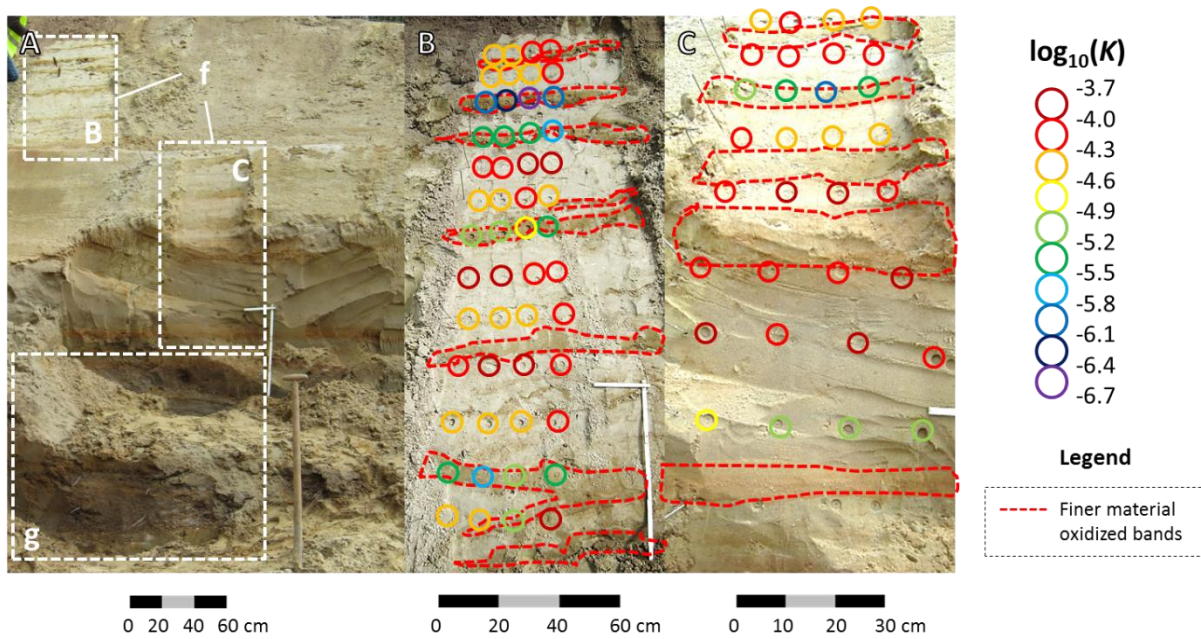 A
f
B
C
g
B
C
log₁₀(K)
-3.7
-4.0
-4.3
-4.6
-4.9
-5.2
-5.5
-5.8
-6.1
-6.4
-6.7
Legend
Finer material
oxidized bands
0 20 40 60 cm
0 20 40 60 cm
0 10 20 30 cm